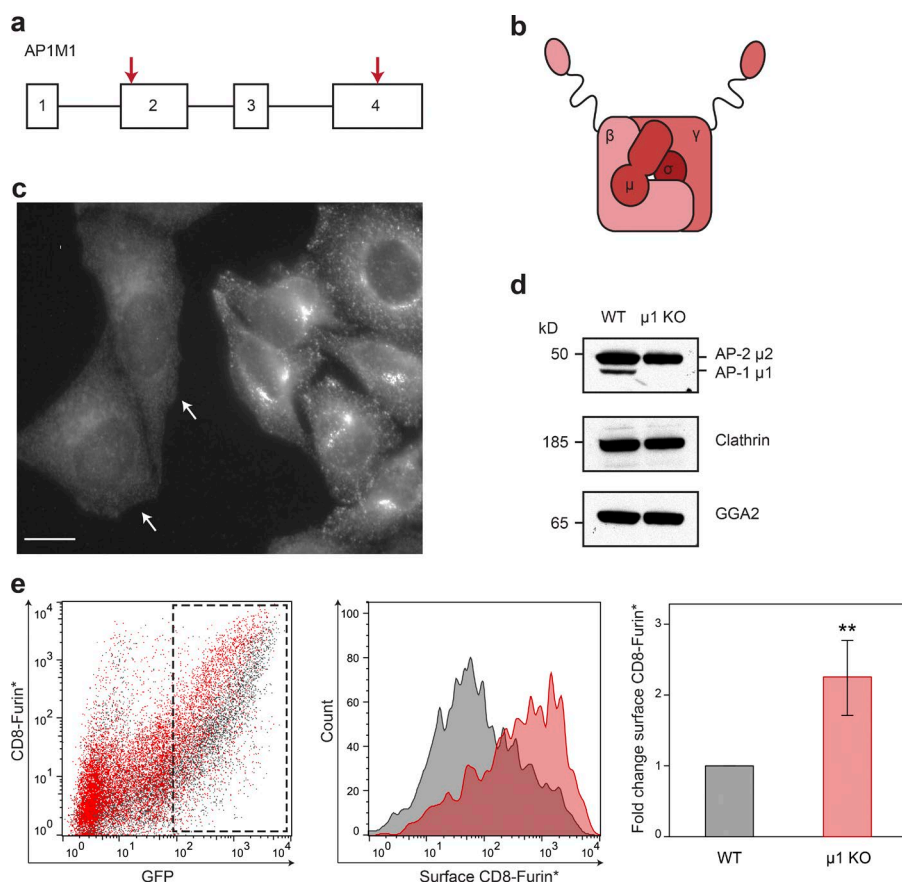 a
AP1M1
1 2 3 4
b
β γ
μ σ
c
d
WT μ1 KO
kD
50
AP-2 μ2
AP-1 μ1
185
Clathrin
65
GGA2
e
CD8-Furin*
10⁴
10³
10²
10¹
10⁰
10⁰ 10¹ 10² 10³ 10⁴
GFP
Count
100
80
60
40
20
0
10⁰ 10¹ 10² 10³ 10⁴
Surface CD8-Furin*
Fold change surface CD8-Furin*
3
2
1
0
**
WT μ1 KO